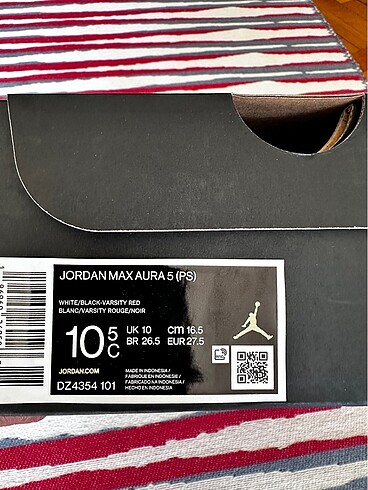 JORDAN MAX AURA 5 (PS)
WHITE/BLACK-VARSITY RED
BLANC/VARSITY ROUGE/NOIR
10 5C
UK 10 CM 16.5
BR 26.5 EUR 27.5
JORDAN.COM
DZ4354 101
MADE IN INDONESIA /
FABRIQUE EN INDONESIE /
FABRICADO NA INDONESIA /
HECHO EN INDONESIA